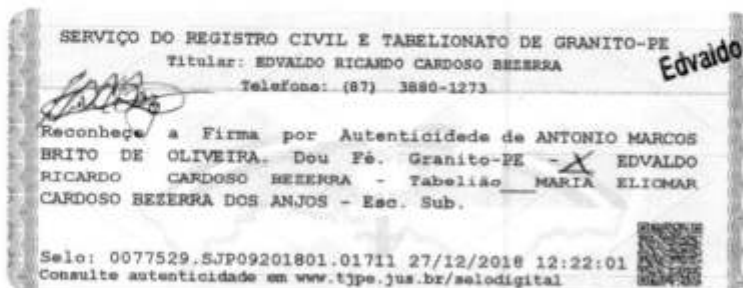 SERVIÇO DO REGISTRO CIVIL E TABELIONATO DE GRANITO-PE
Titular: EDVALDO RICARDO CARDOSO BEZERRA
Edvaldo
Telefone: (87) 3880-1273
Reconheço a Firma por Autenticidede de ANTONIO MARCOS
BRITO DE OLIVEIRA. Dou Fé. Granito-PE - X EDVALDO
RICARDO CARDOSO BEZERRA - Tabelião __ MARIA ELIOMAR
CARDOSO BEZERRA DOS ANJOS - Esc. Sub.
Selo: 0077529.SJP09201801.01711 27/12/2018 12:22:01
Consulte autenticidade em www.tjpe.jus.br/selodigital